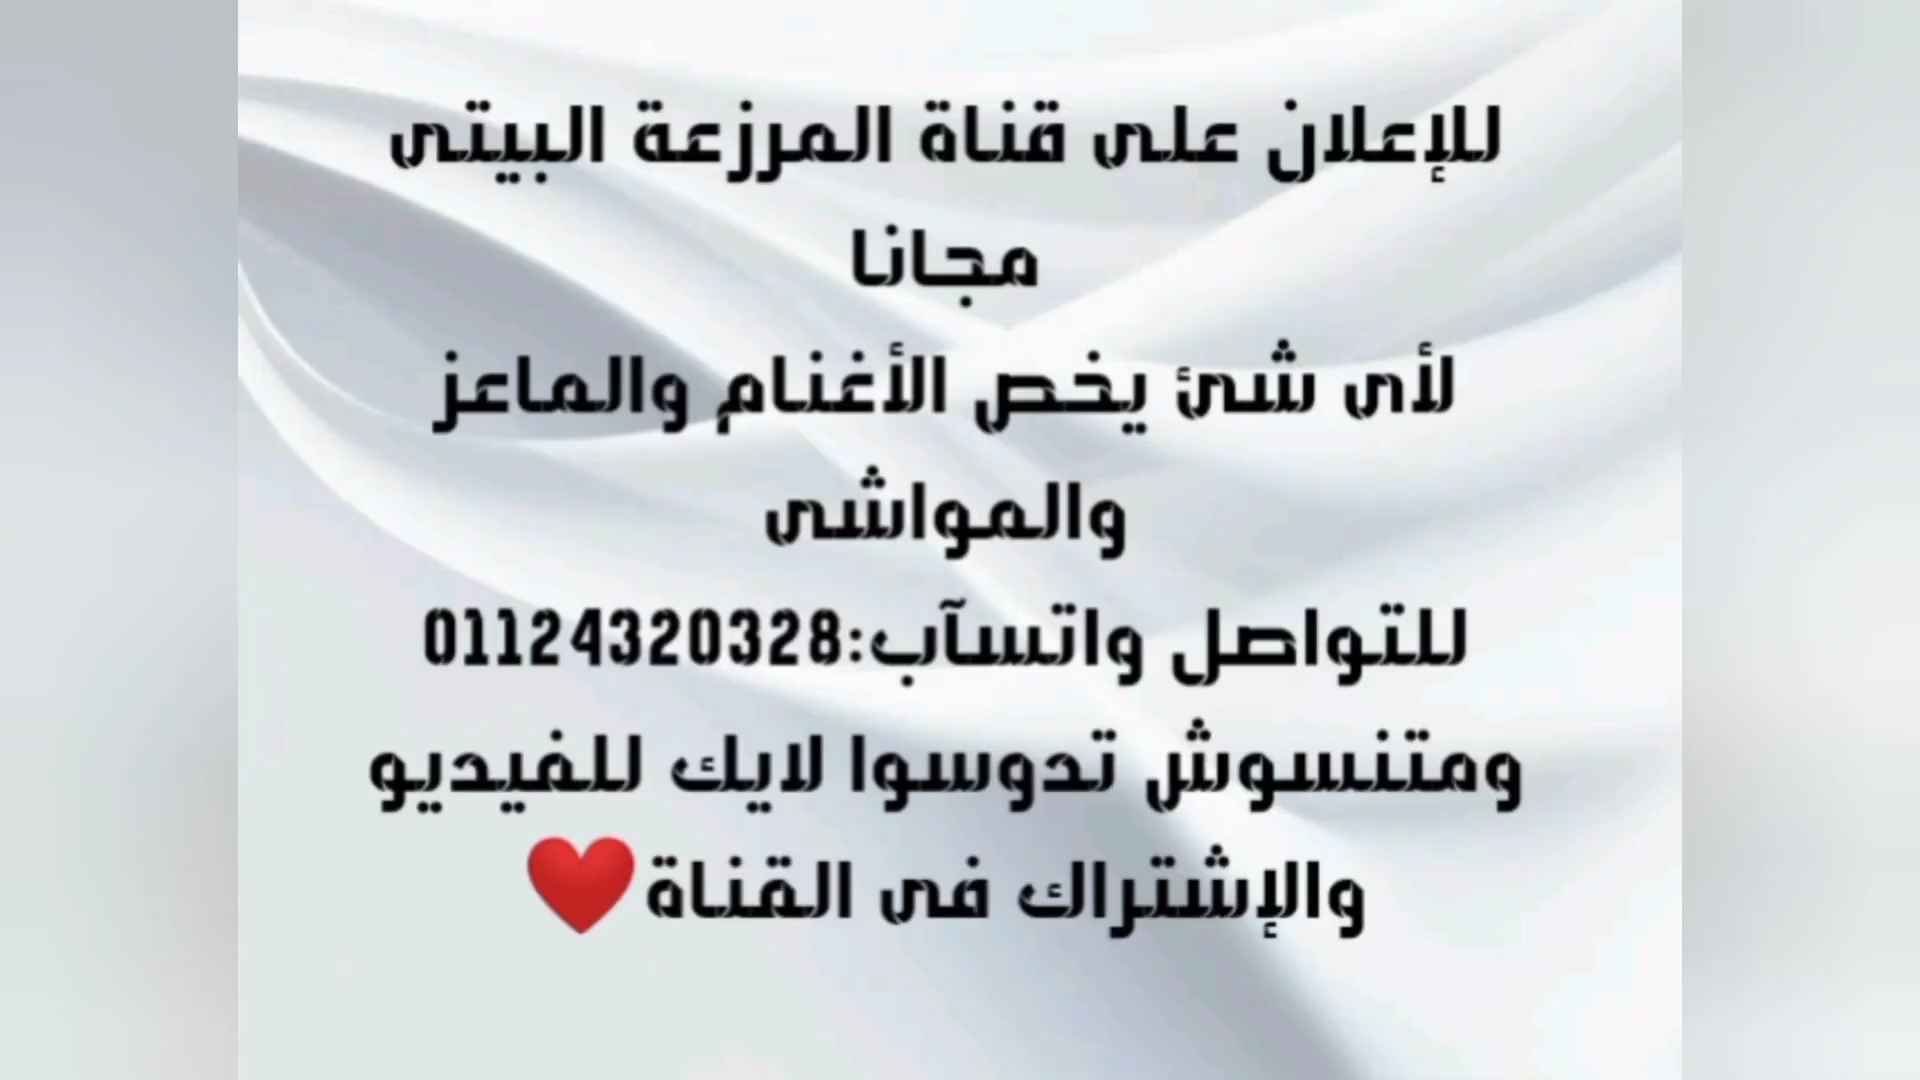 للإعلان على قناة المرزعة البيتى
مجانا
لأى شئ يخص الأغنام والماعز
والمواشى
للتواصل واتسآب:01124320328
ومتنسوش تدوسوا لايك للفيديو
والإشتراك فى القناة❤️